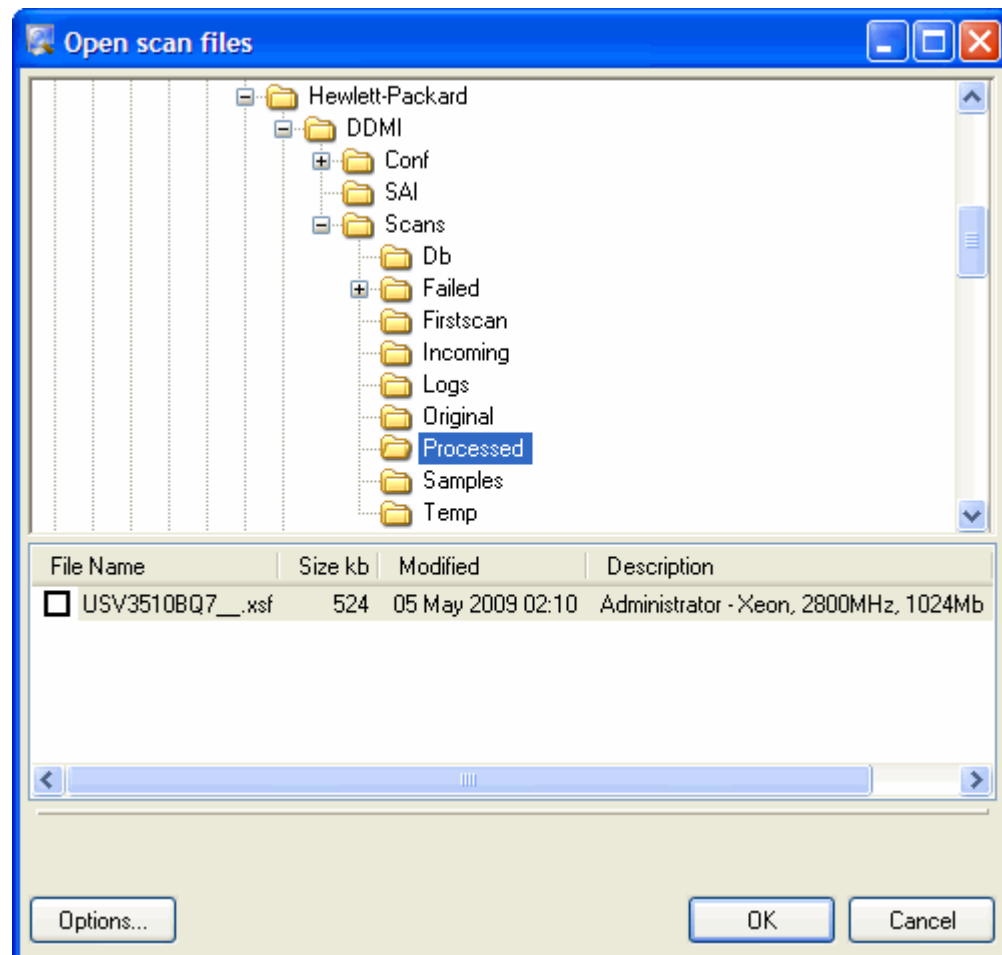 Open scan files
Hewlett-Packard
DDMI
Conf
SAI
Scans
Db
Failed
Firstscan
Incoming
Logs
Original
Processed
Samples
Temp
File Name Size kb Modified Description
USV3510BQ7__.xsf 524 05 May 2009 02:10 Administrator - Xeon, 2800MHz, 1024Mb
Options... OK Cancel